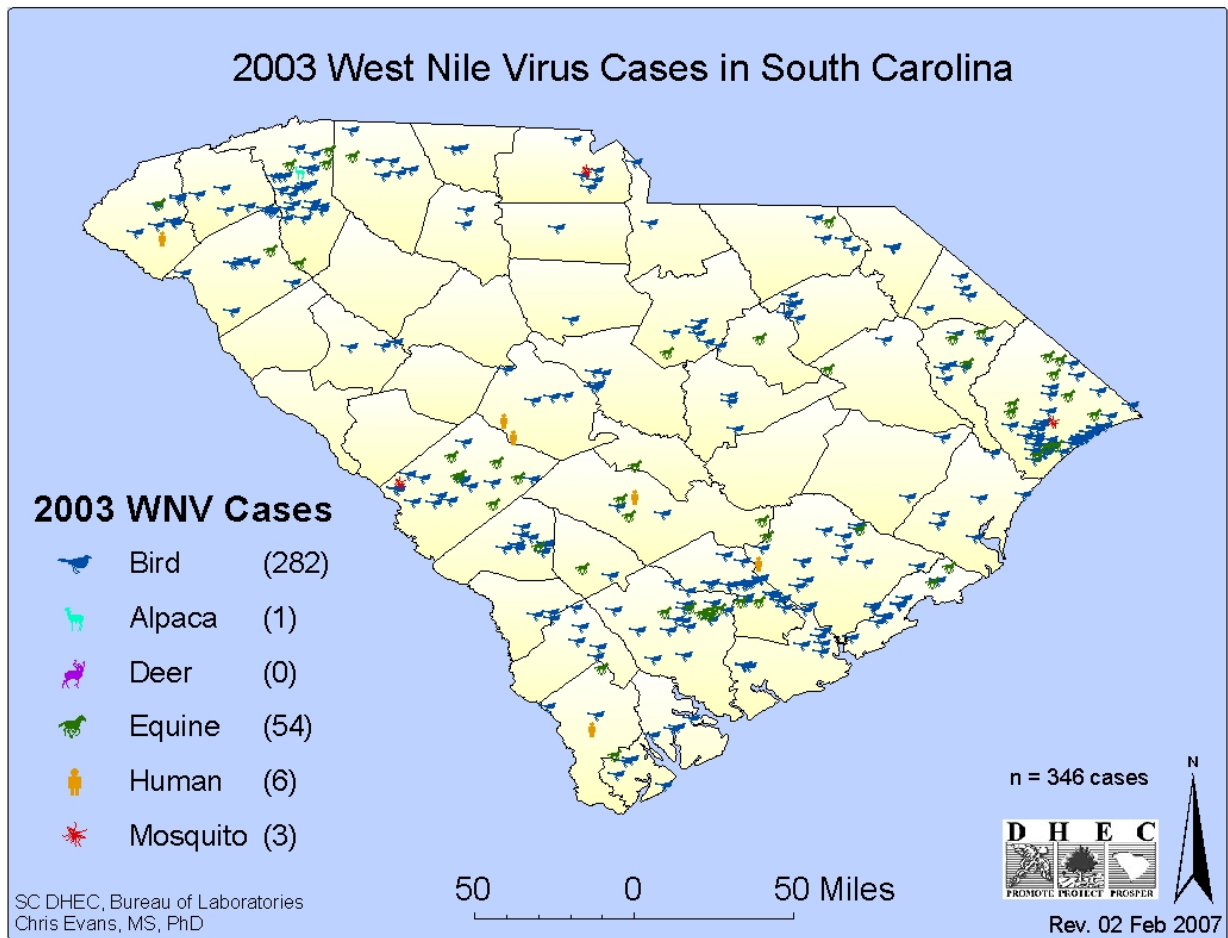 2003 West Nile Virus Cases in South Carolina
2003 WNV Cases
Bird (282)
Alpaca (1)
Deer (0)
Equine (54)
Human (6)
Mosquito (3)
SC DHEC, Bureau of Laboratories
Chris Evans, MS, PhD
50 0 50 Miles
n = 346 cases
N
D H E C
PROMOTE PROTECT PROSPER
Rev. 02 Feb 2007